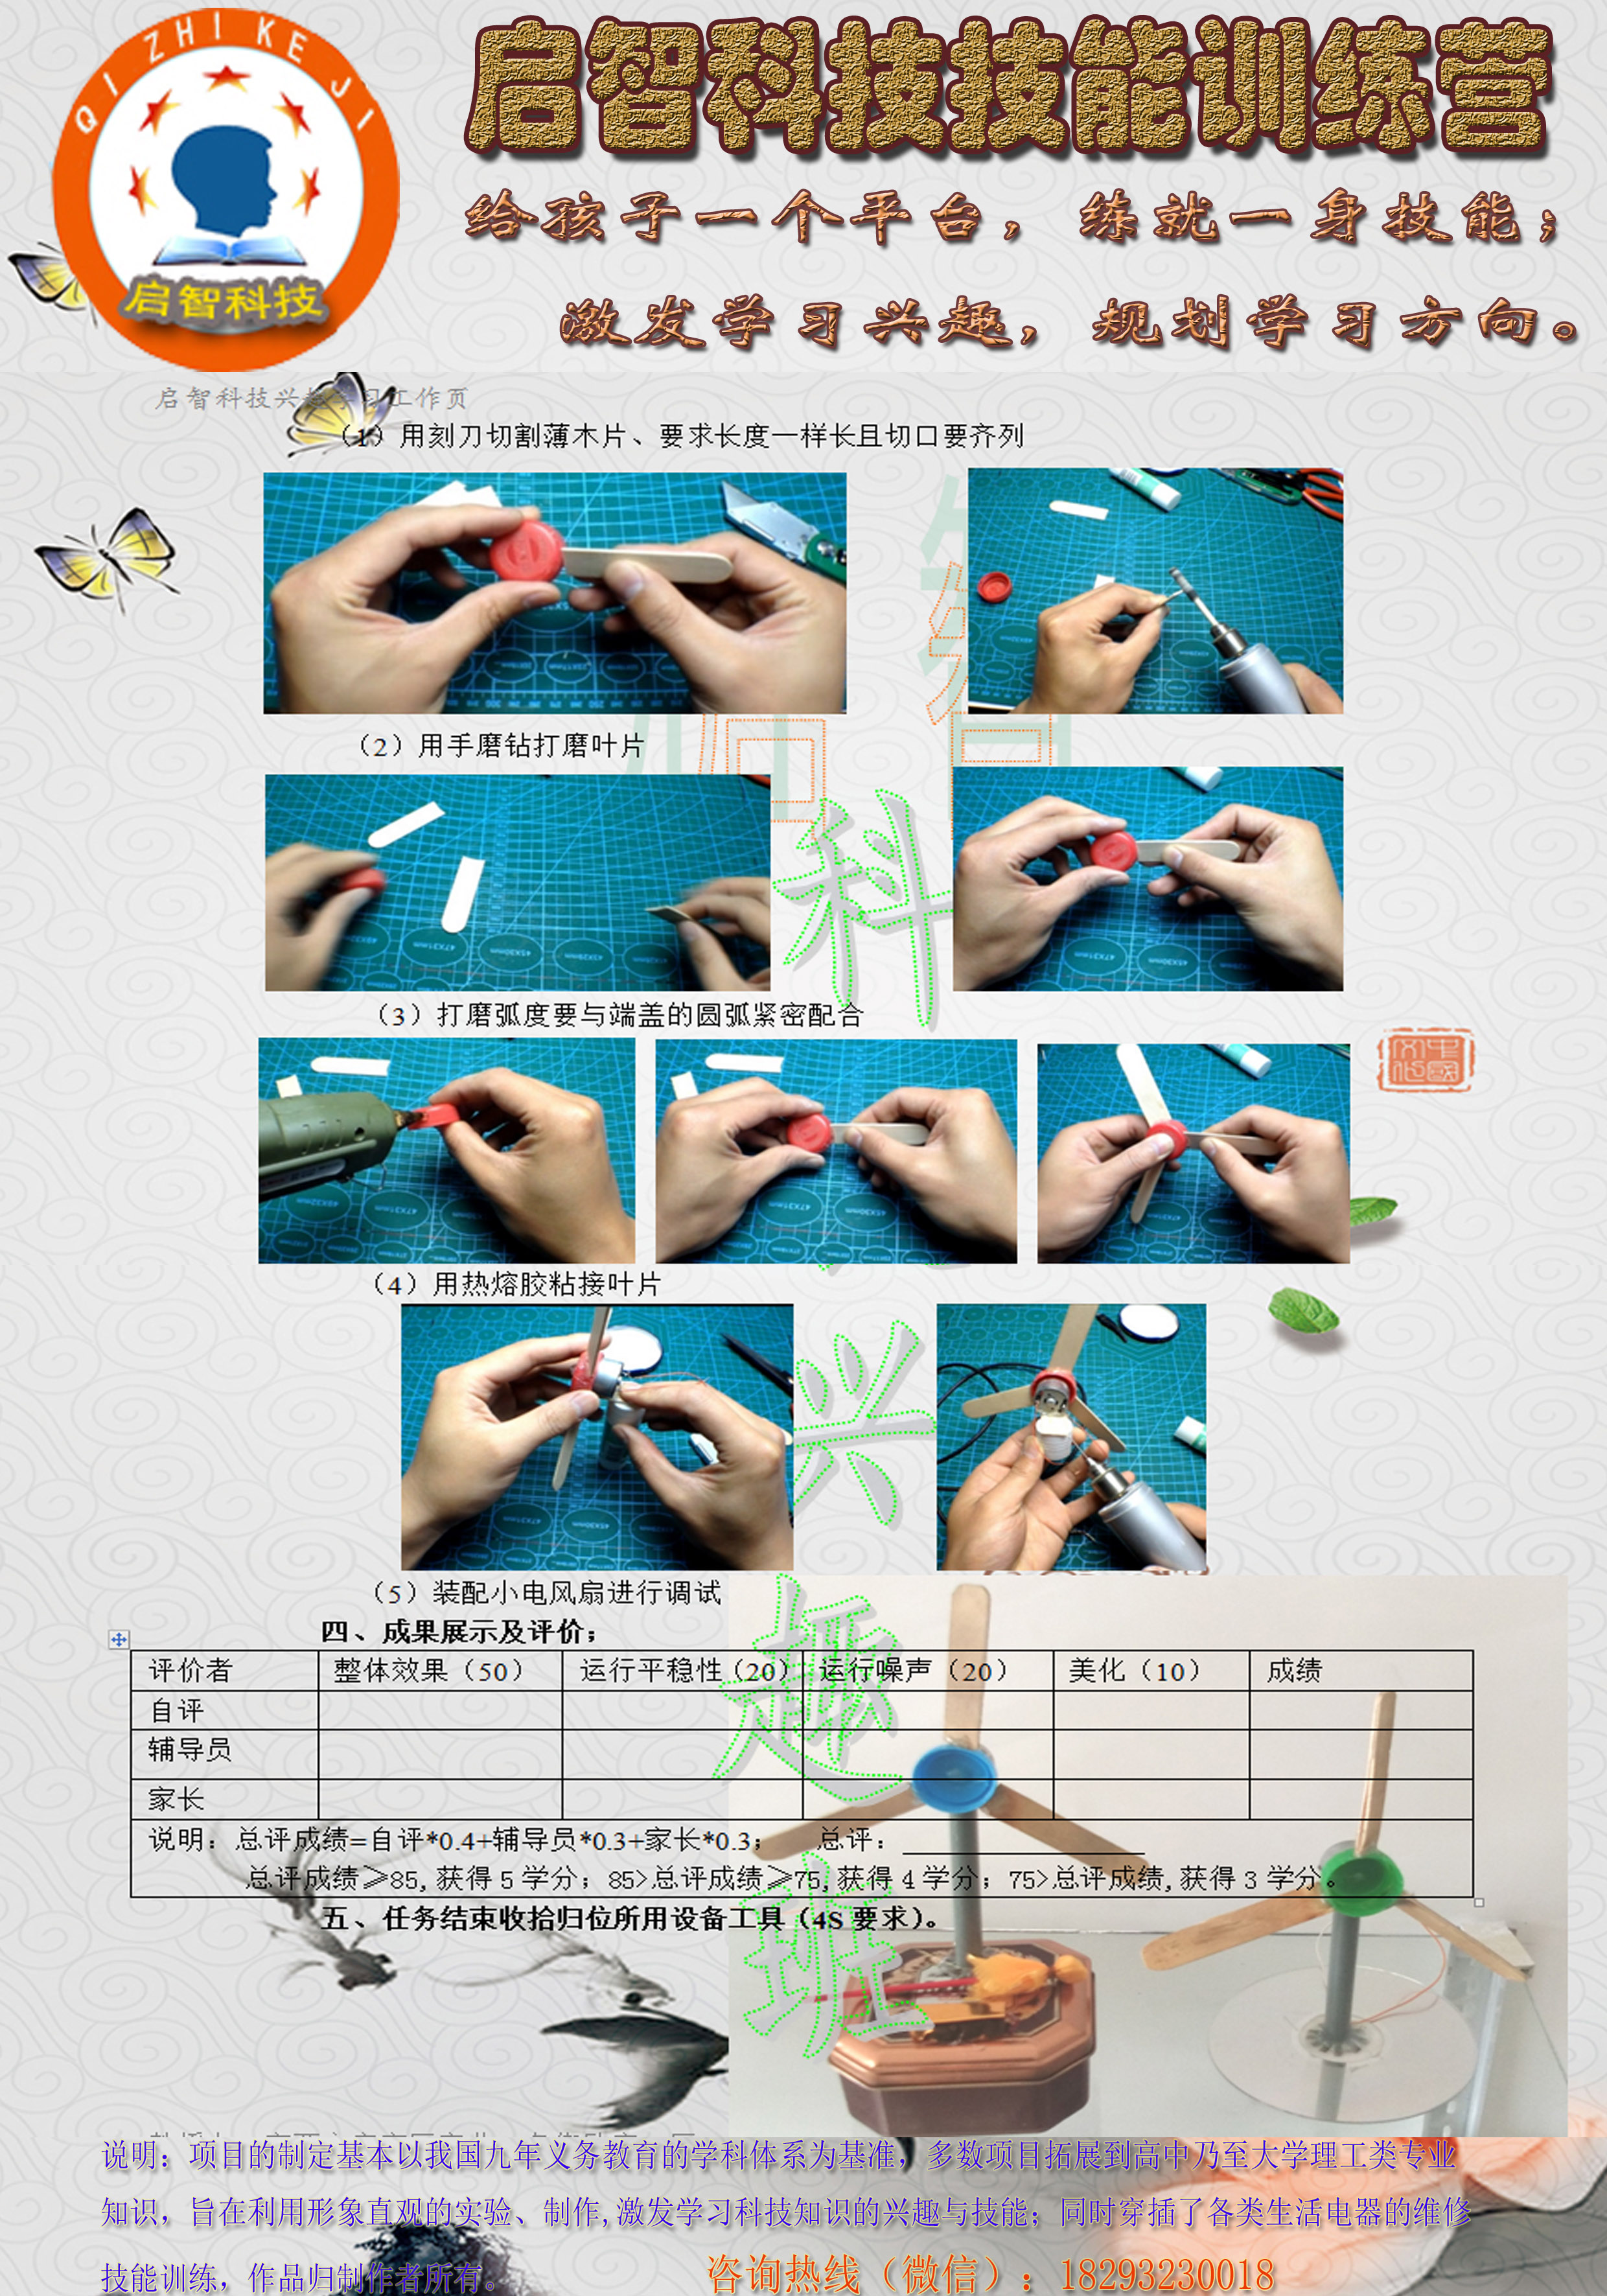 QI ZHI KE JI
启智科技
启智科技技能训练营
给孩子一个平台，练就一身技能；
激发学习兴趣，规划学习方向。
启智科技兴趣学习工作页
（1）用刻刀切割薄木片、要求长度一样长且切口要齐列
（2）用手磨钻打磨叶片
（3）打磨弧度要与端盖的圆弧紧密配合
（4）用热熔胶粘接叶片
（5）装配小电风扇进行调试
智
科
兴
趣
班
四、成果展示及评价；
评价者 整体效果（50） 运行平稳性（20） 运行噪声（20） 美化（10） 成绩
自评
辅导员
家长
说明：总评成绩=自评*0.4+辅导员*0.3+家长*0.3； 总评：
总评成绩≥85,获得5学分；85>总评成绩≥75,获得4学分；75>总评成绩,获得3学分。
五、任务结束收拾归位所用设备工具（4S要求）。
说明：项目的制定基本以我国九年义务教育的学科体系为基准，多数项目拓展到高中乃至大学理工类专业
知识，旨在利用形象直观的实验、制作,激发学习科技知识的兴趣与技能；同时穿插了各类生活电器的维修
技能训练，作品归制作者所有。
咨询热线（微信）：18293230018